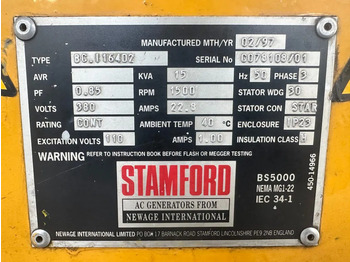 MANUFACTURED MTH/YR 02/97
TYPE BC.I164D2 SERIAL No C078108/01
AVR KVA 15 Hz 50 PHASE 3
PF 0.85 RPM 1500 STATOR WDG 30
VOLTS 380 AMPS 22.8 STATOR CON STAR
RATING CONT AMBIENT TEMP 40 °C ENCLOSURE IP23
EXCITATION VOLTS 110 AMPS 1.00 INSULATION CLASS H
WARNING REFER TO INSTRUCTION BOOK BEFORE FLASH OR MEGGER TESTS
STAMFORD
AC GENERATORS FROM
NEWAGE INTERNATIONAL
BS5000
NEMA MG1-22
IEC 34-1
450-14966
NEWAGE INTERNATIONAL PO BOX 17 BARNACK ROAD STAMFORD LINCOLNSHIRE PE9 2NB ENGLAND